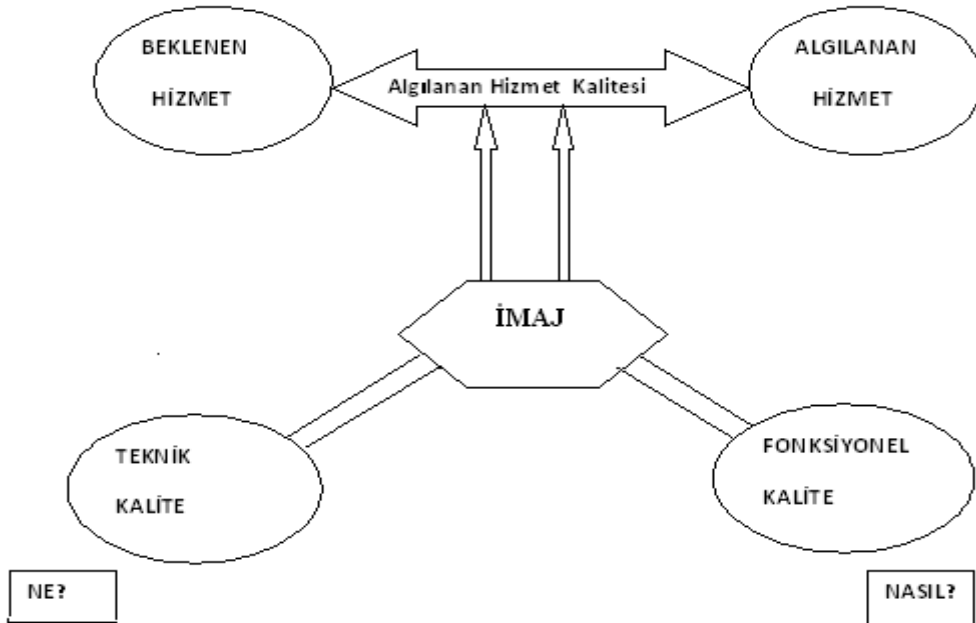 BEKLENEN
HİZMET
Algılanan Hizmet Kalitesi
ALGILANAN
HİZMET
İMAJ
TEKNİK
KALİTE
FONKSİYONEL
KALİTE
NE?
NASIL?